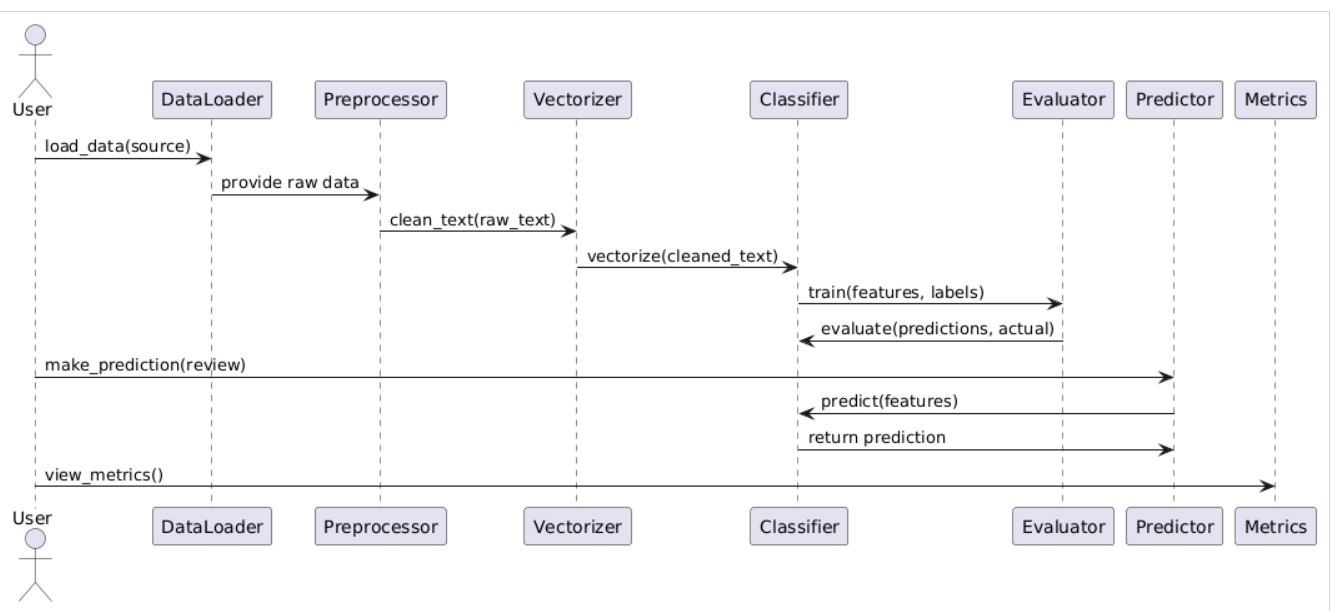 User
DataLoader
Preprocessor
Vectorizer
Classifier
Evaluator
Predictor
Metrics
load_data(source)
provide raw data
clean_text(raw_text)
vectorize(cleaned_text)
train(features, labels)
evaluate(predictions, actual)
make_prediction(review)
predict(features)
return prediction
view_metrics()
User
DataLoader
Preprocessor
Vectorizer
Classifier
Evaluator
Predictor
Metrics